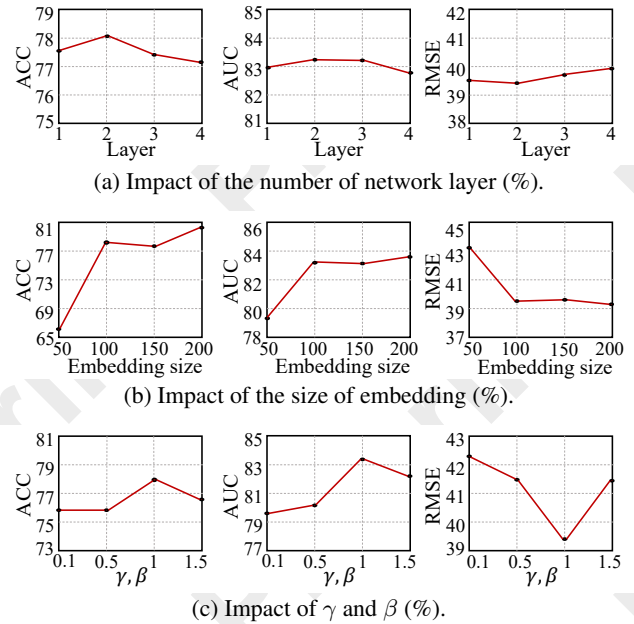 79
78
77
76
75
ACC
1 2 3 4
Layer
85
84
83
82
81
AUC
1 2 3 4
Layer
42
41
40
39
38
RMSE
1 2 3 4
Layer
(a) Impact of the number of network layer (%).
81
77
73
69
65
ACC
50 100 150 200
Embedding size
86
84
82
80
78
AUC
50 100 150 200
Embedding size
45
43
41
39
37
RMSE
50 100 150 200
Embedding size
(b) Impact of the size of embedding (%).
81
79
77
75
73
ACC
0.1 0.5 1 1.5
γ, β
85
83
81
79
77
AUC
0.1 0.5 1 1.5
γ, β
43
42
41
40
39
RMSE
0.1 0.5 1 1.5
γ, β
(c) Impact of γ and β (%).